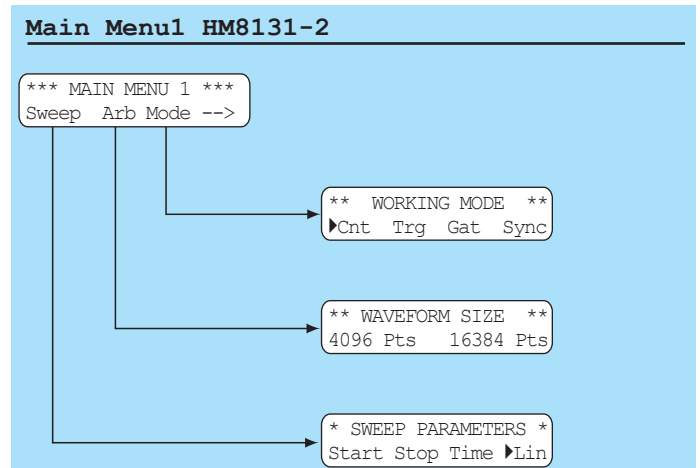 Main Menu1 HM8131-2
*** MAIN MENU 1 ***
Sweep Arb Mode -->
** WORKING MODE **
▶Cnt Trg Gat Sync
** WAVEFORM SIZE **
4096 Pts 16384 Pts
* SWEEP PARAMETERS *
Start Stop Time ▶Lin